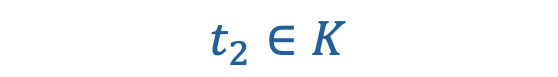 t₂ ∈ K